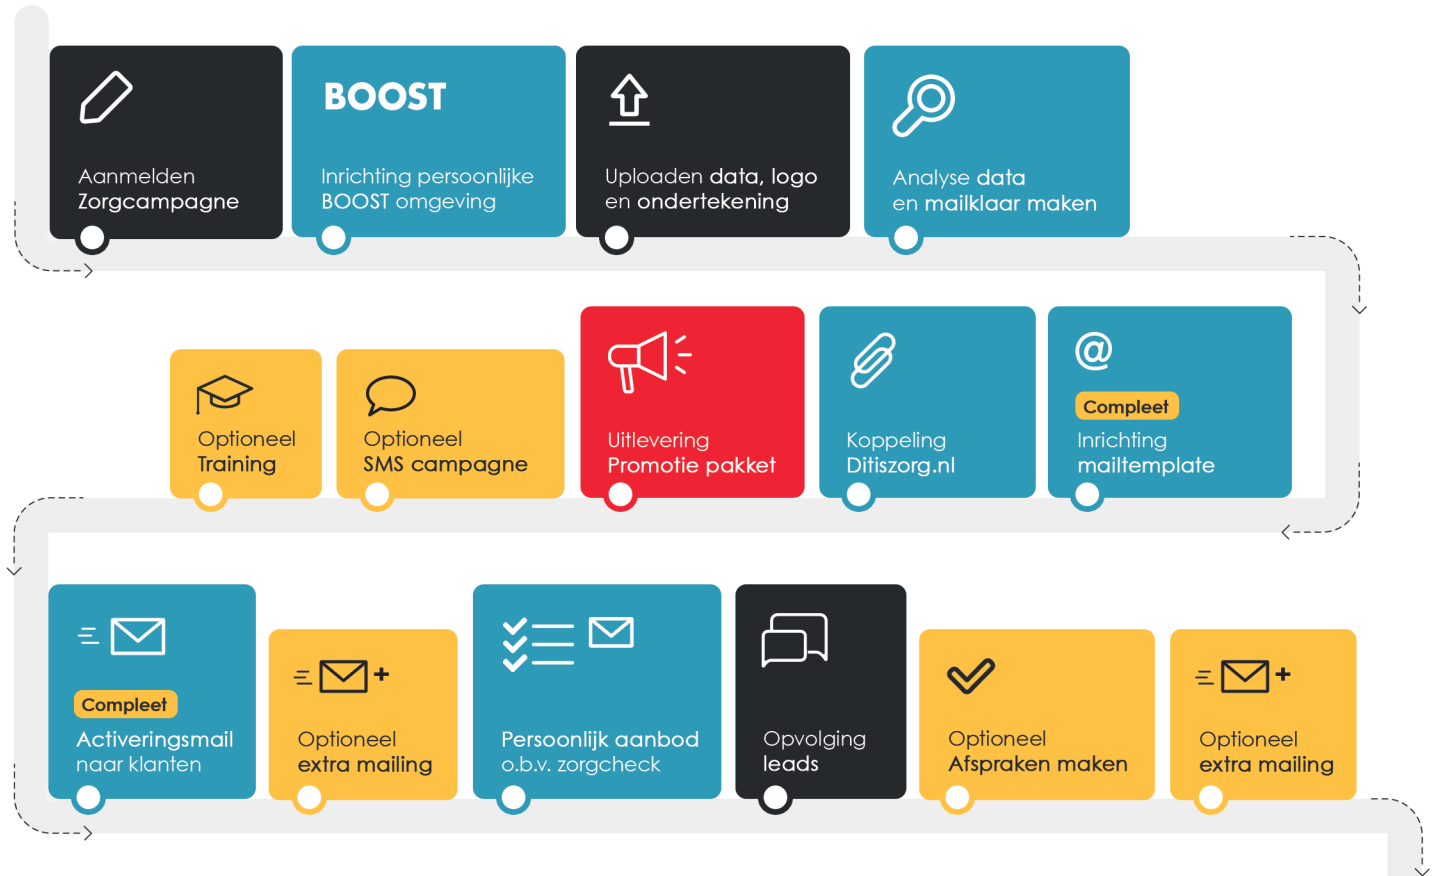 Aanmelden
Zorgcampagne
BOOST
Inrichting persoonlijke
BOOST omgeving
Uploaden data, logo
en ondertekening
Analyse data
en mailklaar maken
@
Compleet
Inrichting
mailtemplate
Koppeling
Ditiszorg.nl
Uitlevering
Promotie pakket
Optioneel
SMS campagne
Optioneel
Training
Compleet
Activeringsmail
naar klanten
Optioneel
extra mailing
Persoonlijk aanbod
o.b.v. zorgcheck
Opvolging
leads
Optioneel
Afspraken maken
Optioneel
extra mailing